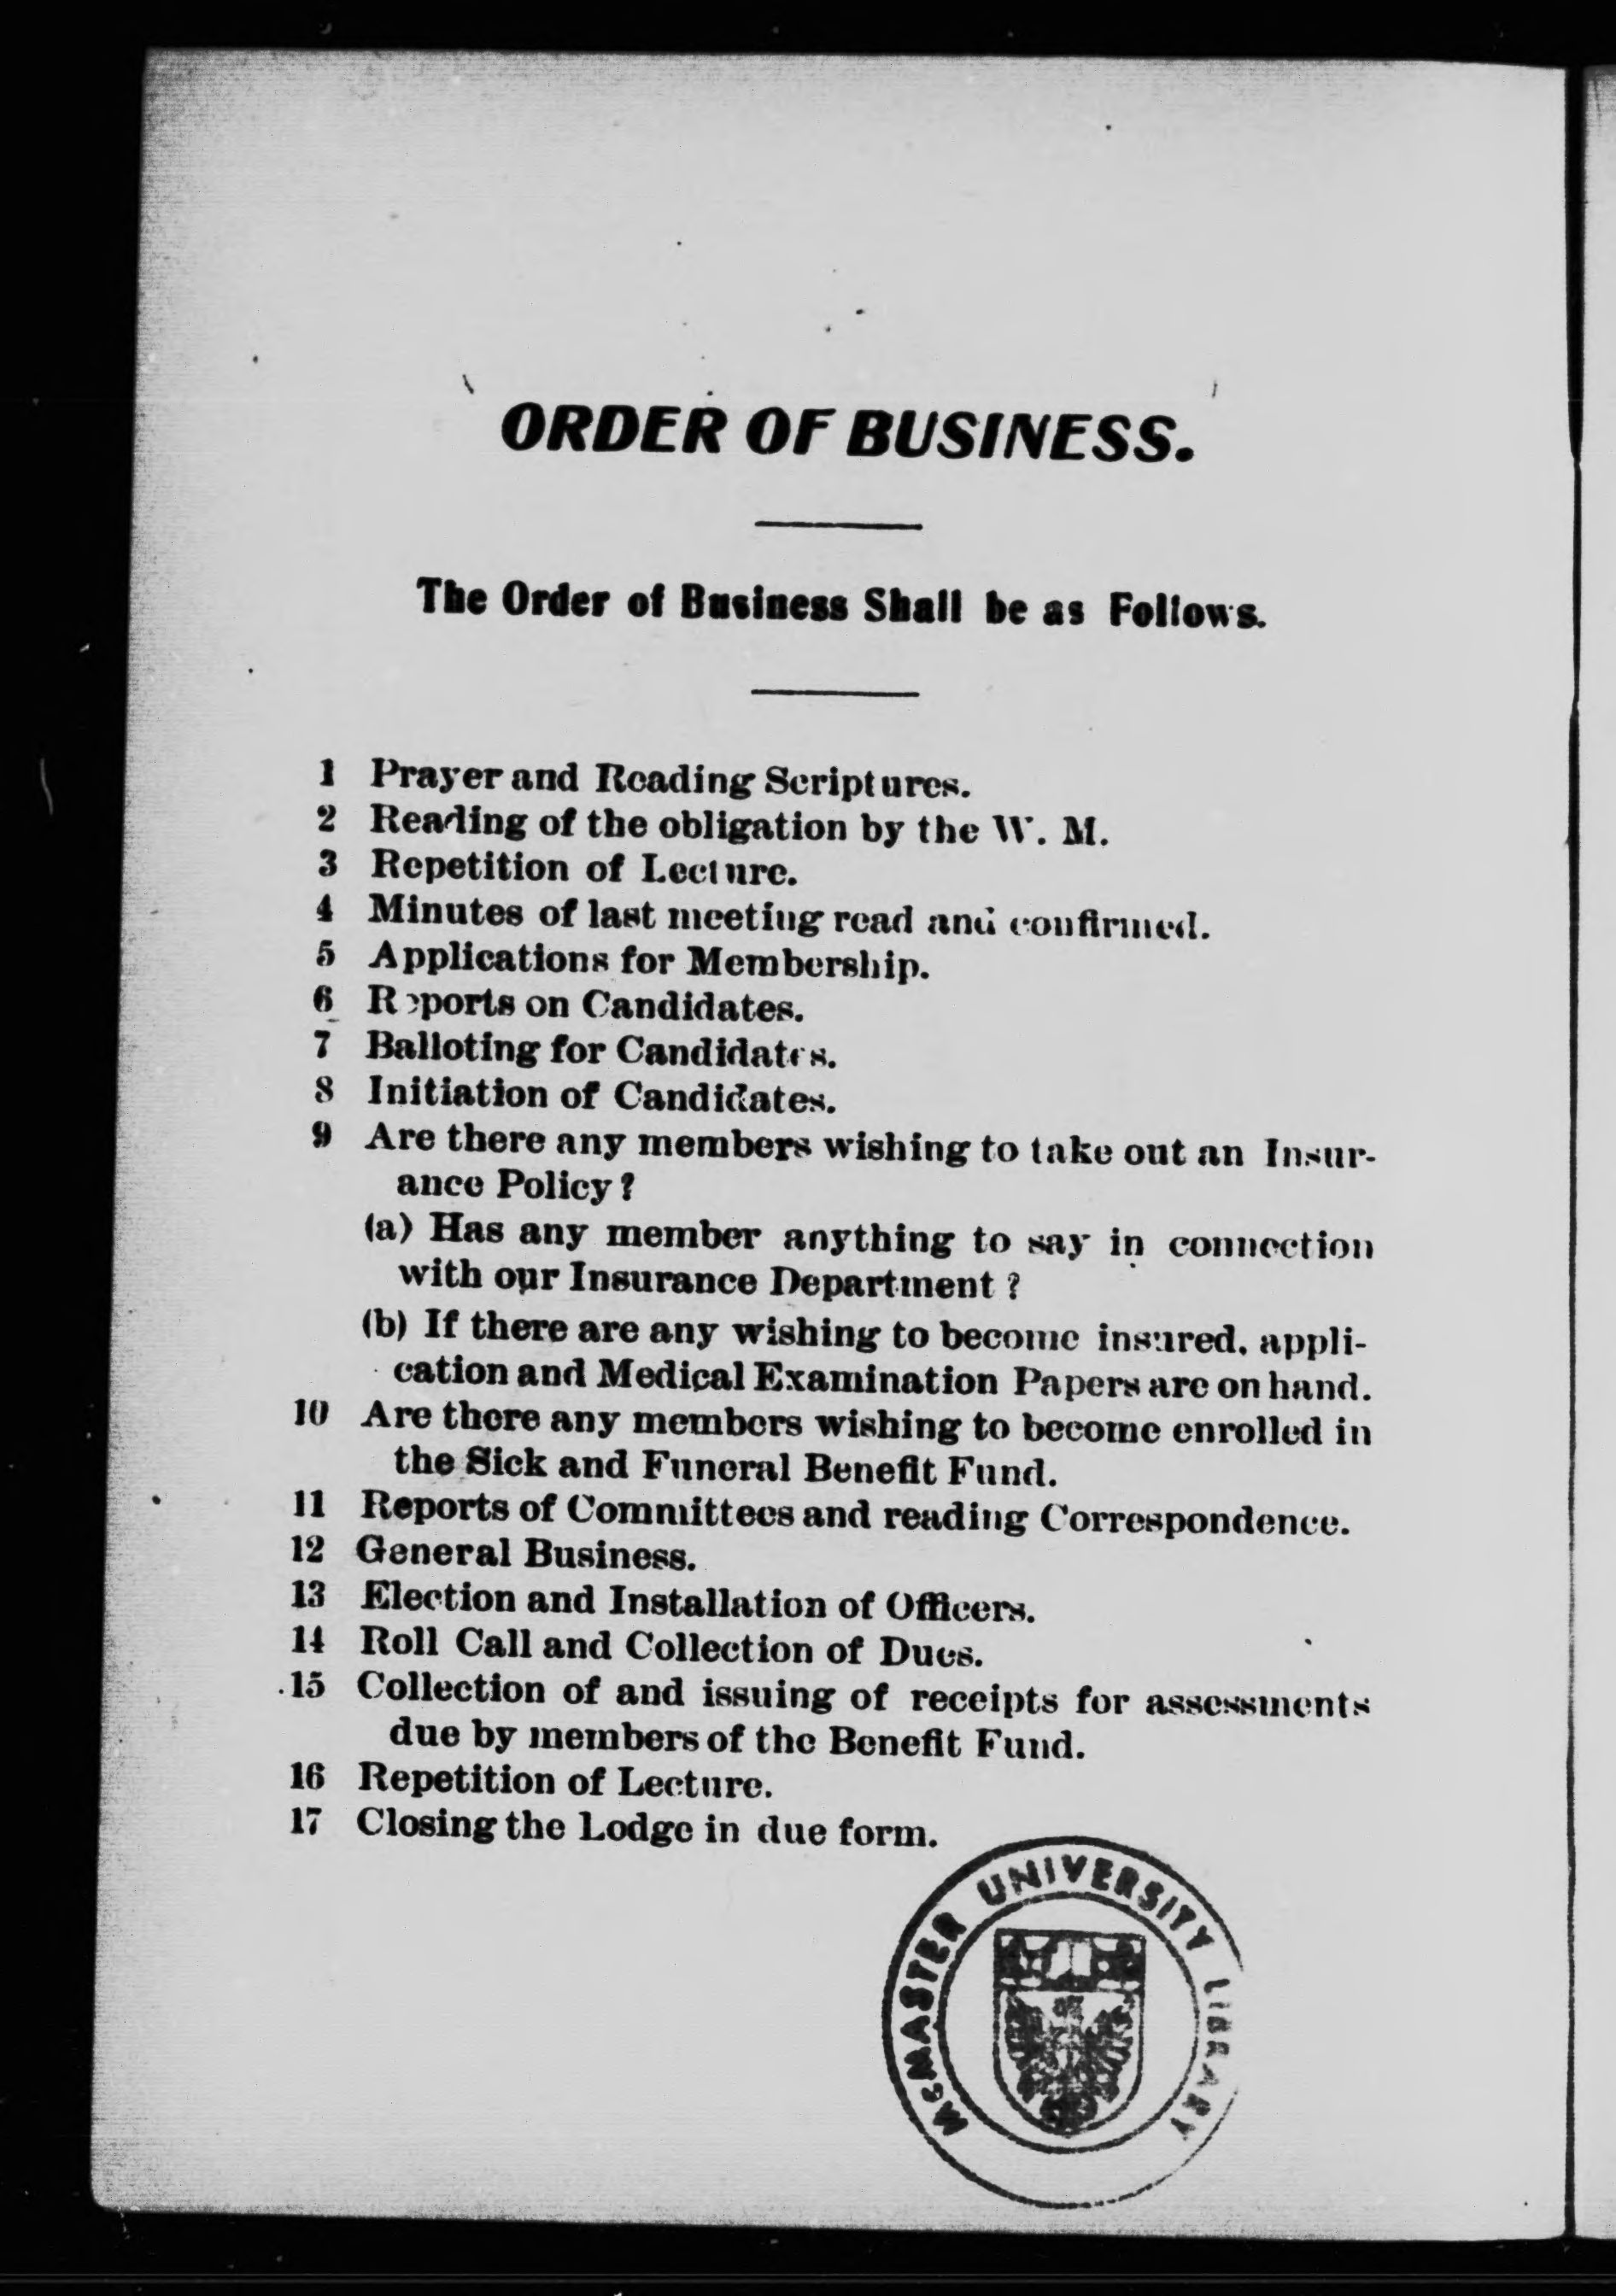 ORDER OF BUSINESS.
The Order of Business Shall be as Follows.
1 Prayer and Reading Scriptures.
2 Reading of the obligation by the W. M.
3 Repetition of Lecture.
4 Minutes of last meeting read and confirmed.
5 Applications for Membership.
6 Reports on Candidates.
7 Balloting for Candidates.
8 Initiation of Candidates.
9 Are there any members wishing to take out an Insur-
ance Policy?
(a) Has any member anything to say in connection
with our Insurance Department?
(b) If there are any wishing to become insured, appli-
cation and Medical Examination Papers are on hand.
10 Are there any members wishing to become enrolled in
the Sick and Funeral Benefit Fund.
11 Reports of Committees and reading Correspondence.
12 General Business.
13 Election and Installation of Officers.
14 Roll Call and Collection of Dues.
15 Collection of and issuing of receipts for assessments
due by members of the Benefit Fund.
16 Repetition of Lecture.
17 Closing the Lodge in due form.
McMASTER UNIVERSITY LIBRARY